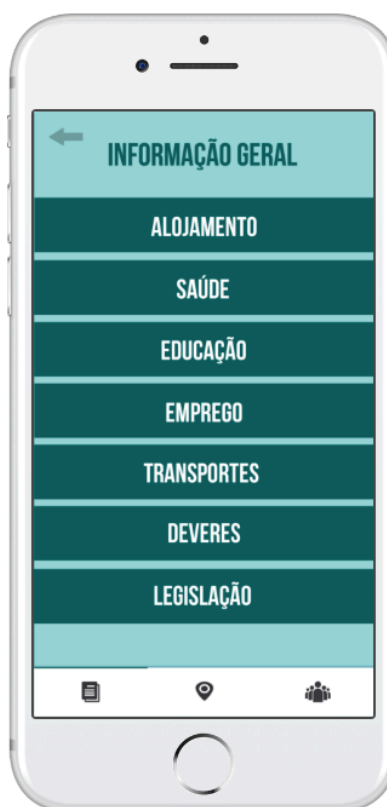 INFORMAÇÃO GERAL
ALOJAMENTO
SAÚDE
EDUCAÇÃO
EMPREGO
TRANSPORTES
DEVERES
LEGISLAÇÃO